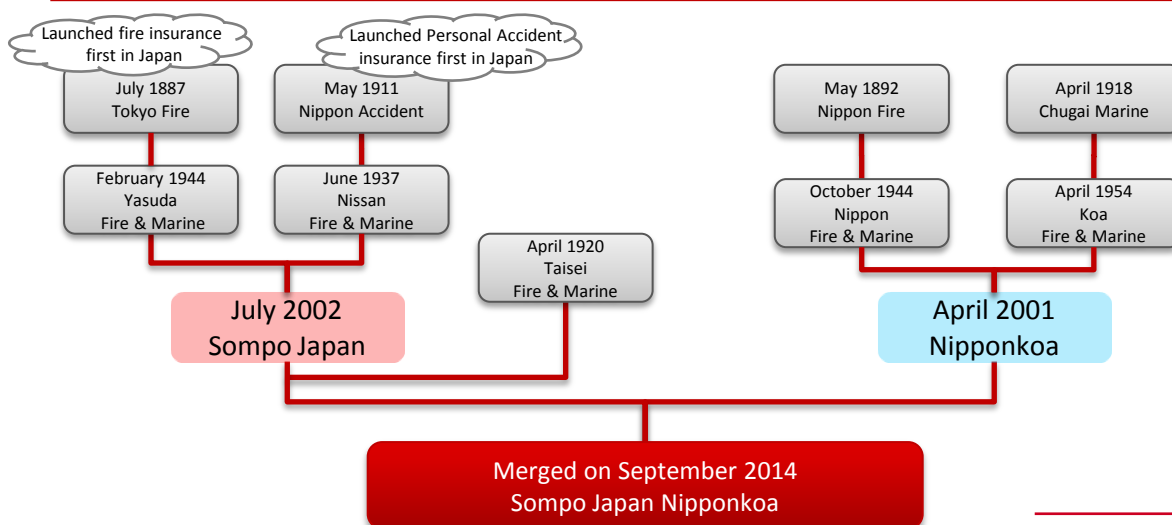 Launched fire insurance
first in Japan
Launched Personal Accident
insurance first in Japan
July 1887
Tokyo Fire
May 1911
Nippon Accident
May 1892
Nippon Fire
April 1918
Chugai Marine
February 1944
Yasuda
Fire & Marine
June 1937
Nissan
Fire & Marine
October 1944
Nippon
Fire & Marine
April 1954
Koa
Fire & Marine
April 1920
Taisei
Fire & Marine
July 2002
Sompo Japan
April 2001
Nipponkoa
Merged on September 2014
Sompo Japan Nipponkoa